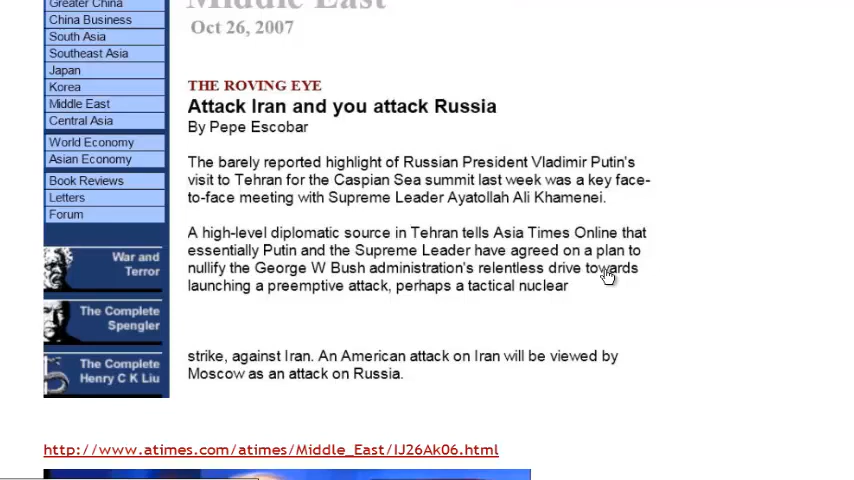 Greater China
China Business
South Asia
Southeast Asia
Japan
Korea
Middle East
Central Asia
World Economy
Asian Economy
Book Reviews
Letters
Forum
War and
Terror
The Complete
Spengler
The Complete
Henry C K Liu
Middle East
Oct 26, 2007
THE ROVING EYE
Attack Iran and you attack Russia
By Pepe Escobar
The barely reported highlight of Russian President Vladimir Putin's
visit to Tehran for the Caspian Sea summit last week was a key face-
to-face meeting with Supreme Leader Ayatollah Ali Khamenei.
A high-level diplomatic source in Tehran tells Asia Times Online that
essentially Putin and the Supreme Leader have agreed on a plan to
nullify the George W Bush administration's relentless drive towards
launching a preemptive attack, perhaps a tactical nuclear
strike, against Iran. An American attack on Iran will be viewed by
Moscow as an attack on Russia.
http://www.atimes.com/atimes/Middle_East/IJ26Ak06.html